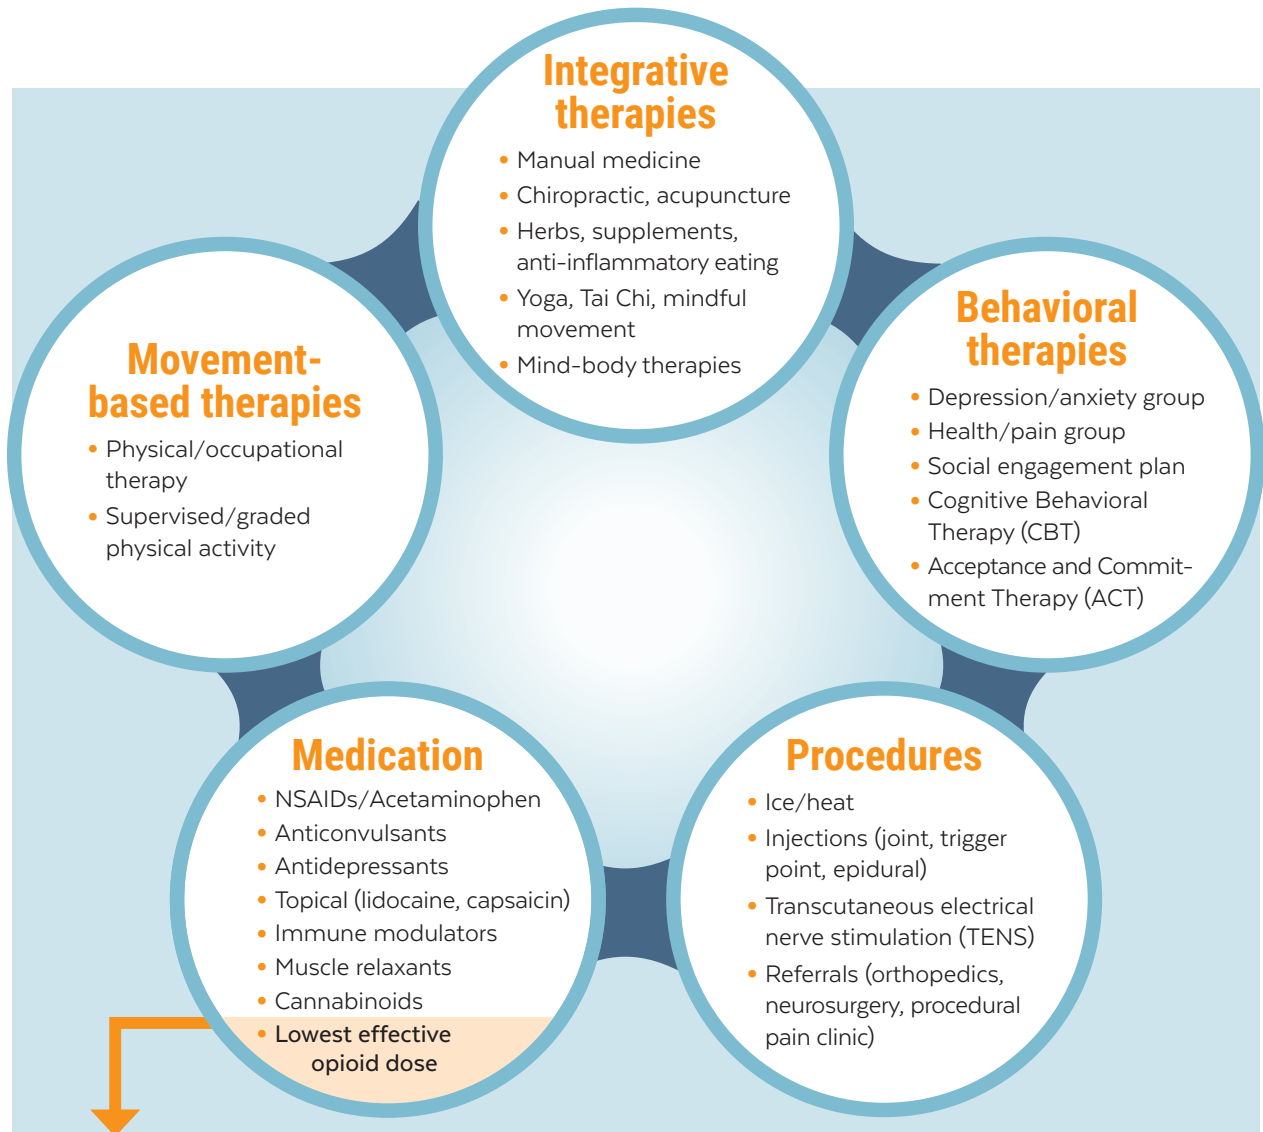 Integrative
therapies
• Manual medicine
• Chiropractic, acupuncture
• Herbs, supplements,
anti-inflammatory eating
• Yoga, Tai Chi, mindful
movement
• Mind-body therapies
Behavioral
therapies
• Depression/anxiety group
• Health/pain group
• Social engagement plan
• Cognitive Behavioral
Therapy (CBT)
• Acceptance and Commit-
ment Therapy (ACT)
Movement-
based therapies
• Physical/occupational
therapy
• Supervised/graded
physical activity
Medication
• NSAIDs/Acetaminophen
• Anticonvulsants
• Antidepressants
• Topical (lidocaine, capsaicin)
• Immune modulators
• Muscle relaxants
• Cannabinoids
• Lowest effective
opioid dose
Procedures
• Ice/heat
• Injections (joint, trigger
point, epidural)
• Transcutaneous electrical
nerve stimulation (TENS)
• Referrals (orthopedics,
neurosurgery, procedural
pain clinic)